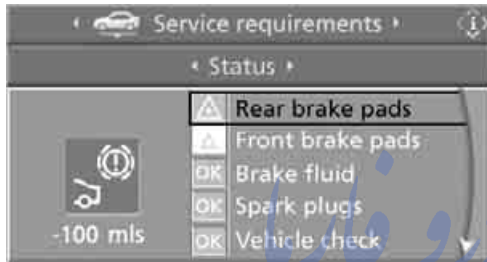 Service requirements
Status
Rear brake pads
Front brake pads
OK Brake fluid
OK Spark plugs
-100 mls OK Vehicle check